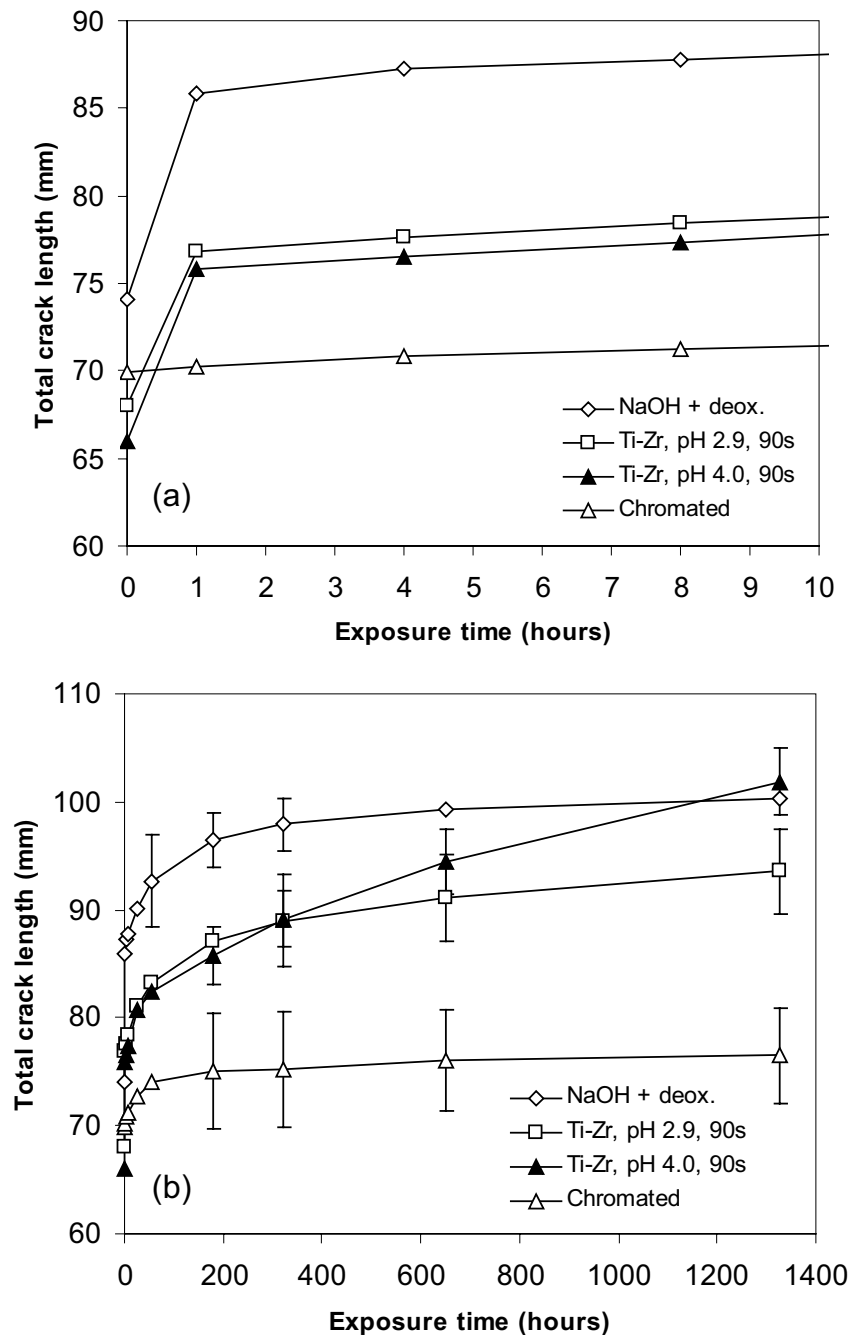 90
85
80
75
70
65
60
Total crack length (mm)
(a)
NaOH + deox.
Ti-Zr, pH 2.9, 90s
Ti-Zr, pH 4.0, 90s
Chromated
0 1 2 3 4 5 6 7 8 9 10
Exposure time (hours)
110
100
90
80
70
60
Total crack length (mm)
(b)
NaOH + deox.
Ti-Zr, pH 2.9, 90s
Ti-Zr, pH 4.0, 90s
Chromated
0 200 400 600 800 1000 1200 1400
Exposure time (hours)